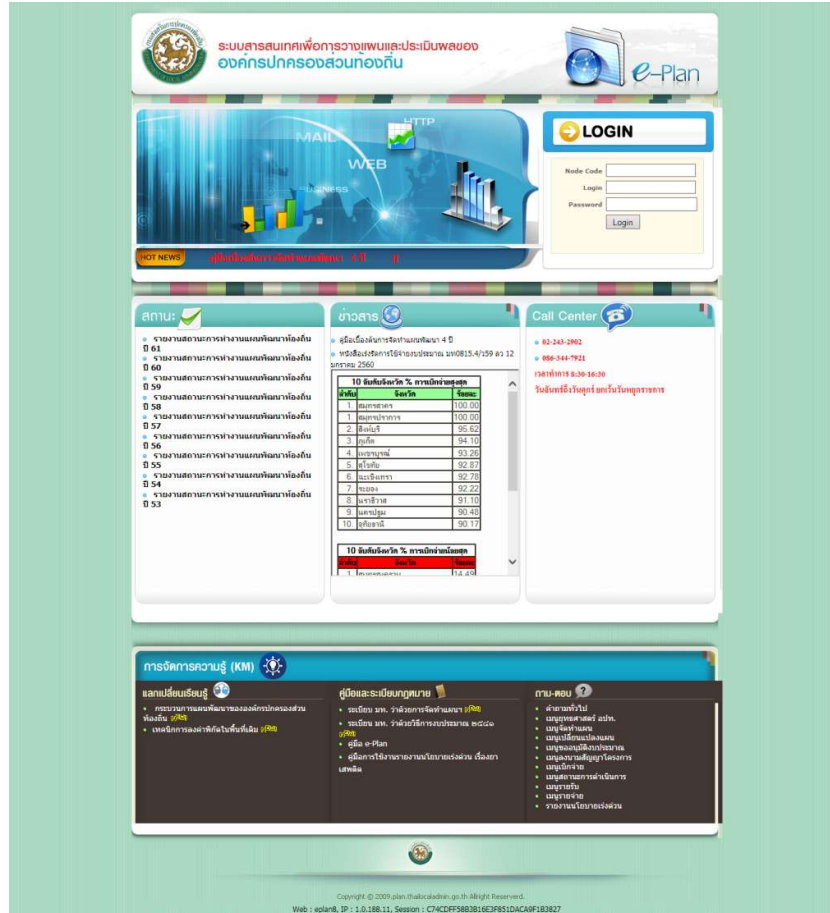 ระบบสารสนเทศเพื่อการวางแผนและประเมินผลของ
องค์กรปกครองส่วนท้องถิ่น
e-Plan
MAIL
HTTP
WEB
BUSINESS
HOT NEWS
คู่มือเบื้องต้นการจัดทำแผนพัฒนา 4 ปี
LOGIN
Node Code
Login
Password
Login
สถานะ
รายงานสถานะการทำงานแผนพัฒนาท้องถิ่น
ปี 61
รายงานสถานะการทำงานแผนพัฒนาท้องถิ่น
ปี 60
รายงานสถานะการทำงานแผนพัฒนาท้องถิ่น
ปี 59
รายงานสถานะการทำงานแผนพัฒนาท้องถิ่น
ปี 58
รายงานสถานะการทำงานแผนพัฒนาท้องถิ่น
ปี 57
รายงานสถานะการทำงานแผนพัฒนาท้องถิ่น
ปี 56
รายงานสถานะการทำงานแผนพัฒนาท้องถิ่น
ปี 55
รายงานสถานะการทำงานแผนพัฒนาท้องถิ่น
ปี 54
รายงานสถานะการทำงานแผนพัฒนาท้องถิ่น
ปี 53
ข่าวสาร
คู่มือเบื้องต้นการจัดทำแผนพัฒนา 4 ปี
หนังสือเร่งรัดการใช้จ่ายงบประมาณ มท0815.4/ว59 ลว 12
มกราคม 2560
10 อันดับจังหวัด % การเบิกจ่ายสูงสุด
ลำดับ จังหวัด ร้อยละ
1. สมุทรสาคร 100.00
1. สมุทรปราการ 100.00
2. สิงห์บุรี 95.62
3. ภูเก็ต 94.10
4. เพชรบูรณ์ 93.26
5. สุโขทัย 92.87
6. ฉะเชิงเทรา 92.78
7. ระยอง 92.22
8. นราธิวาส 91.10
9. นครปฐม 90.48
10. อุทัยธานี 90.17
10 อันดับจังหวัด % การเบิกจ่ายน้อยสุด
ลำดับ จังหวัด ร้อยละ
1. สมุทรสงคราม 14.49
Call Center
02-243-2902
086-344-7921
เวลาทำการ 8:30-16:30
วันจันทร์ถึงวันศุกร์ ยกเว้นวันหยุดราชการ
การจัดการความรู้ (KM)
แลกเปลี่ยนเรียนรู้
กระบวนการแผนพัฒนาขององค์กรปกครองส่วน
ท้องถิ่น
เทคนิกการลงค่าพิกัดในพื้นที่เดิม
คู่มือและระเบียบกฎหมาย
ระเบียบ มท. ว่าด้วยการจัดทำแผนฯ
ระเบียบ มท. ว่าด้วยวิธีการงบประมาณ ๒๕๔๑
คู่มือ e-Plan
คู่มือการใช้งานรายงานนโยบายเร่งด่วน เรื่องยา
เสพติด
ถาม-ตอบ
คำถามทั่วไป
เมนูยุทธศาสตร์ อปท.
เมนูจัดทำแผน
เมนูเปลี่ยนแปลงแผน
เมนูขออนุมัติงบประมาณ
เมนูลงนามสัญญาโครงการ
เมนูเบิกจ่าย
เมนูสถานะการดำเนินการ
เมนูรายรับ
เมนูรายจ่าย
รายงานนโยบายเร่งด่วน
Copyright © 2009.plan.thailocaladmin.go.th Allright Reserverd.
Web : eplan8, IP : 1.0.188.11, Session : C74CDFF58B3B16E3F851DACA9F1B3827